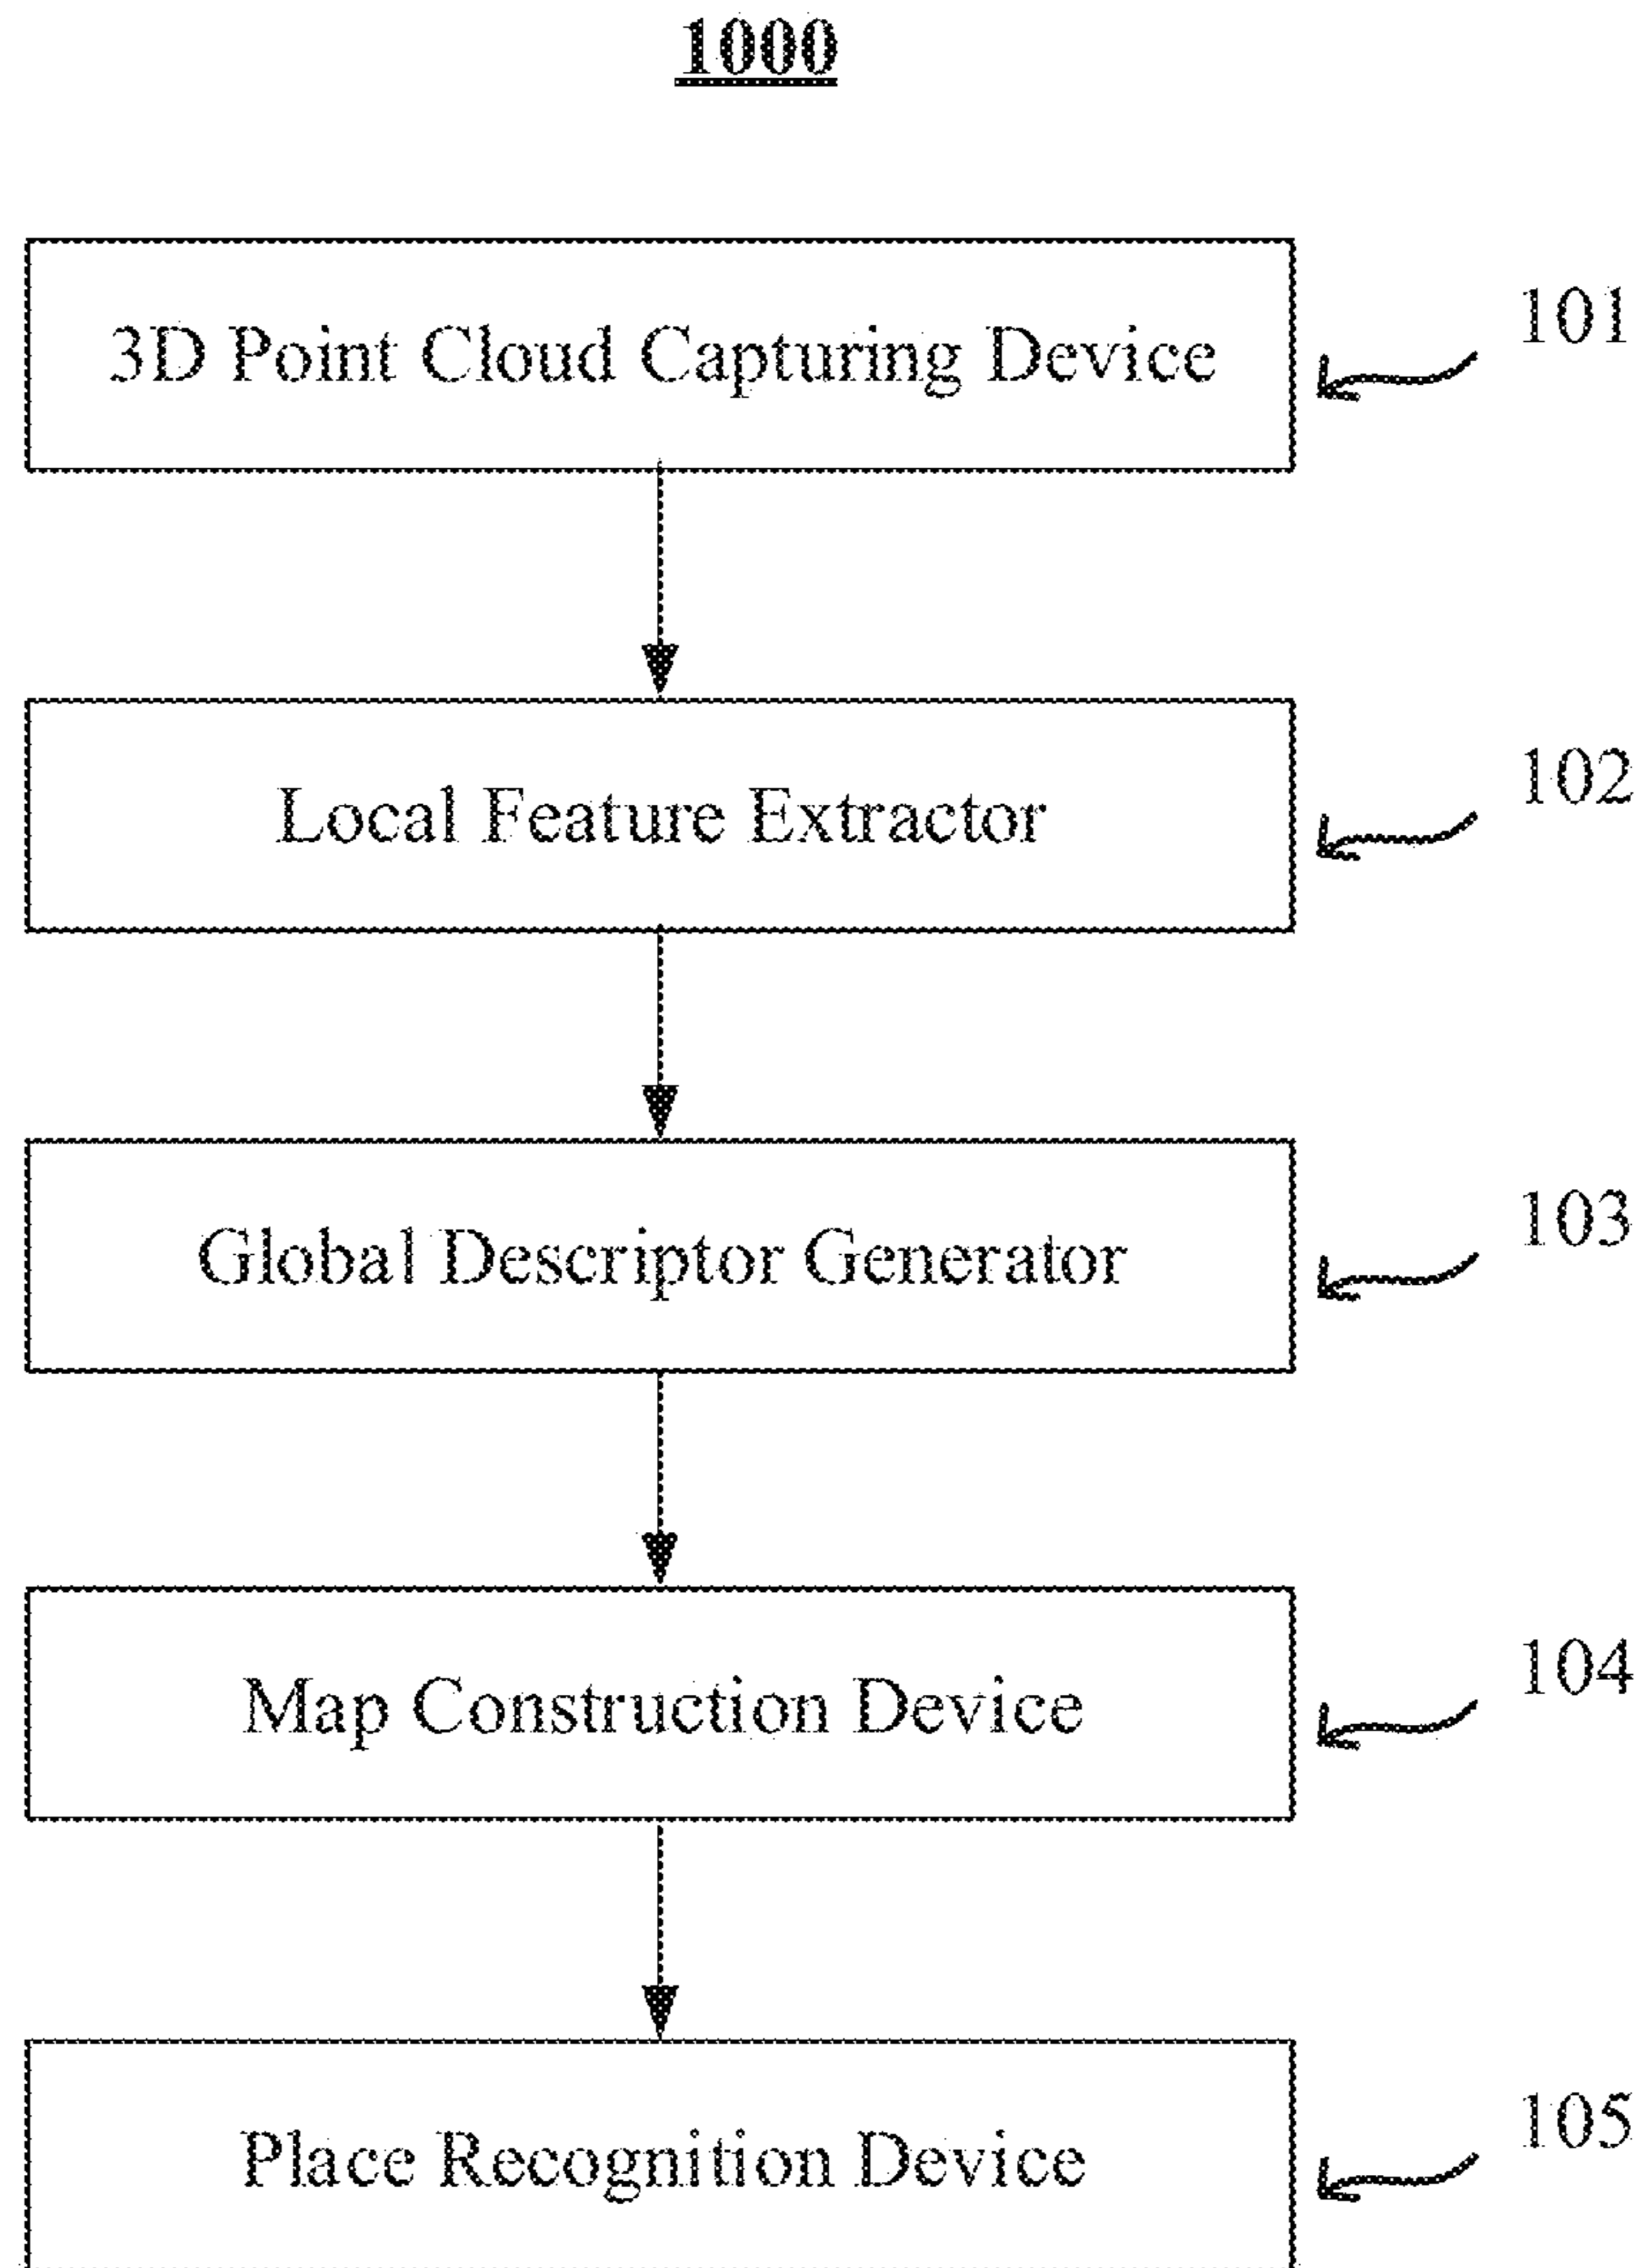 1000
3D Point Cloud Capturing Device
101
Local Feature Extractor
102
Global Descriptor Generator
103
Map Construction Device
104
Place Recognition Device
105